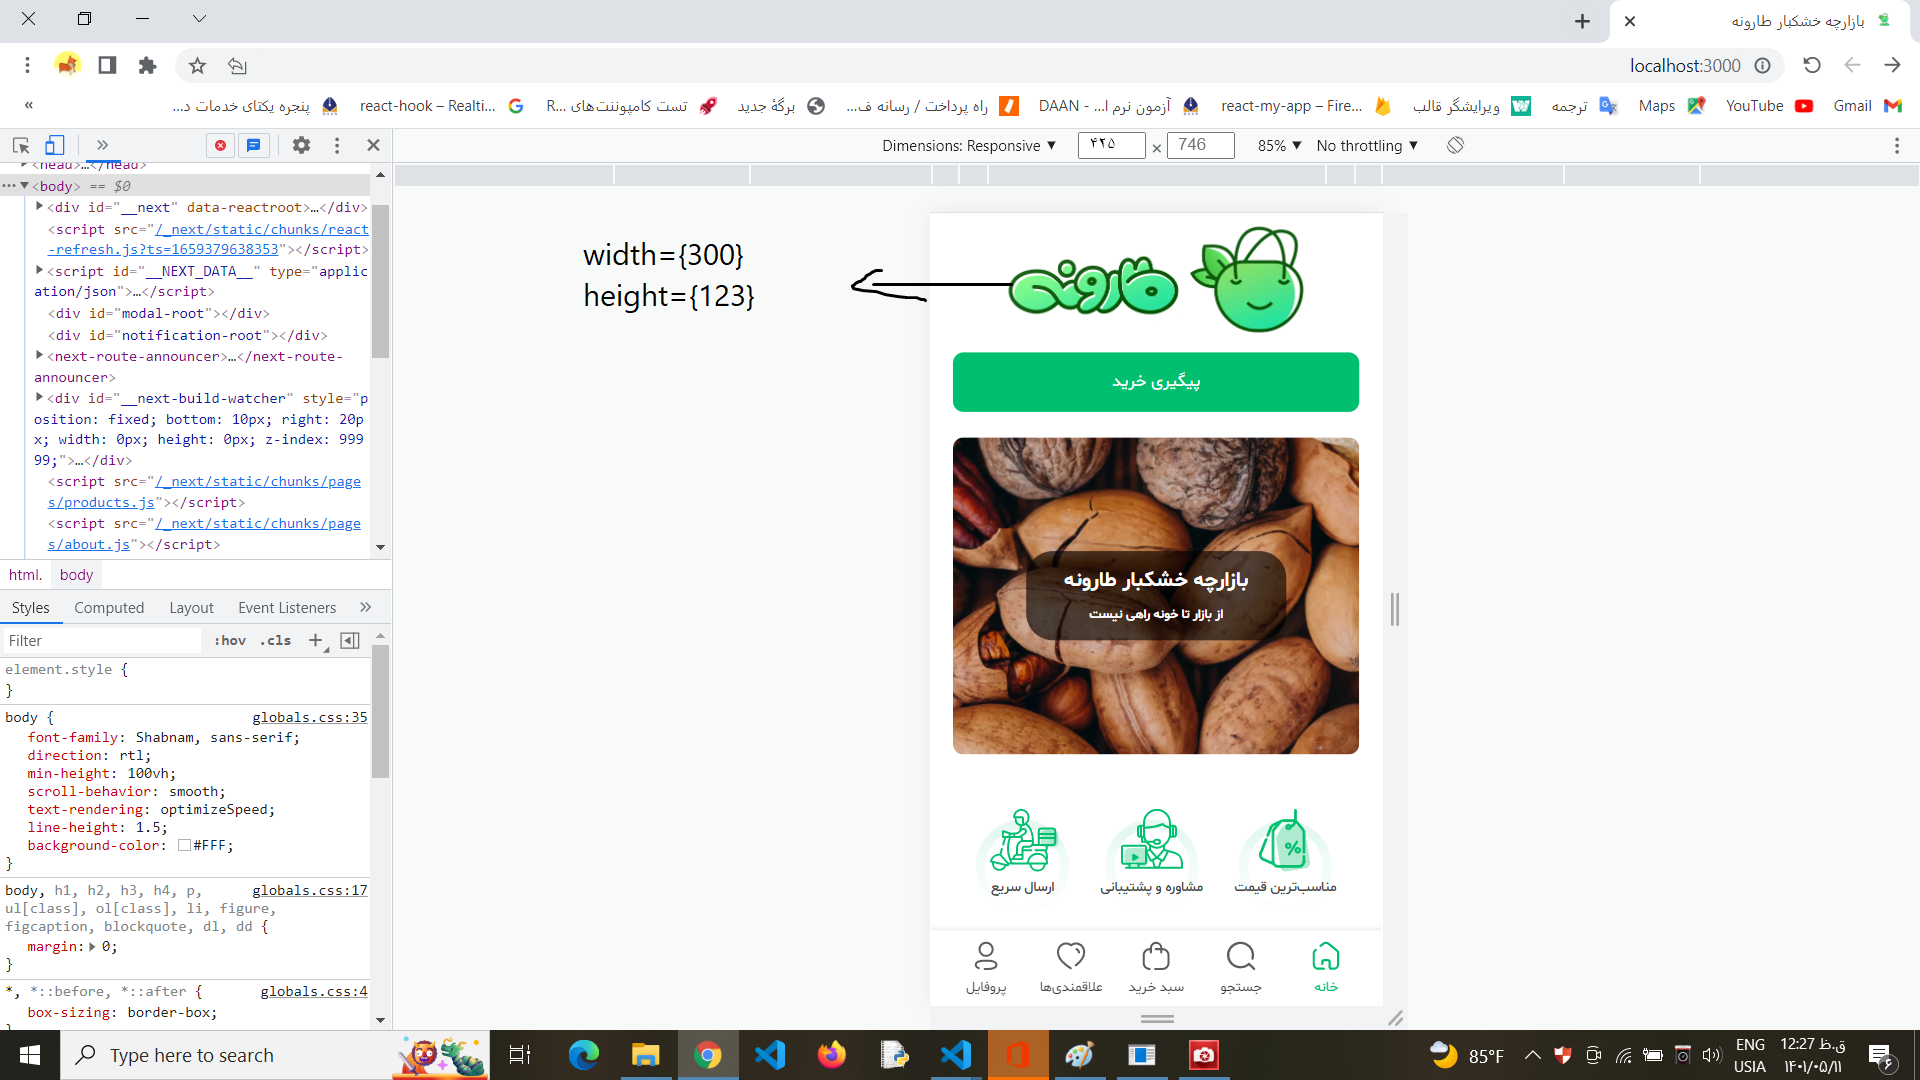 بازارچه خشکبار طارونه
localhost:3000
Gmail
YouTube
Maps
ترجمه
ویرایشگر قالب
react-my-app – Fire...
DAAN - آزمون نرم ا...
راه پرداخت / رسانه ف...
برگهٔ جدید
R... تست کامپوننت‌های
react-hook – Realti...
پنجره یکتای خدمات د...
«
»
Dimensions: Responsive ▼
۴۲۵ × 746
85% ▼
No throttling ▼
<head>…</head>
<body> == $0
<div id="__next" data-reactroot>…</div>
<script src="/_next/static/chunks/react
-refresh.js?ts=1659379638353"></script>
<script id="__NEXT_DATA__" type="applic
ation/json">…</script>
<div id="modal-root"></div>
<div id="notification-root"></div>
<next-route-announcer>…</next-route-
announcer>
<div id="__next-build-watcher" style="p
osition: fixed; bottom: 10px; right: 20p
x; width: 0px; height: 0px; z-index: 999
99;">…</div>
<script src="/_next/static/chunks/page
s/products.js"></script>
<script src="/_next/static/chunks/page
s/about.js"></script>
html. body
Styles Computed Layout Event Listeners »
Filter :hov .cls +
element.style {
}
body { globals.css:35
font-family: Shabnam, sans-serif;
direction: rtl;
min-height: 100vh;
scroll-behavior: smooth;
text-rendering: optimizeSpeed;
line-height: 1.5;
background-color: #FFF;
}
body, h1, h2, h3, h4, p, globals.css:17
ul[class], ol[class], li, figure,
figcaption, blockquote, dl, dd {
margin: 0;
}
*, *::before, *::after { globals.css:4
box-sizing: border-box;
width={300}
height={123}
طارونه
پیگیری خرید
بازارچه خشکبار طارونه
از بازار تا خونه راهی نیست
مناسب‌ترین قیمت
مشاوره و پشتیبانی
ارسال سریع
خانه
جستجو
سبد خرید
علاقمندی‌ها
پروفایل
Type here to search
85°F
ENG
USIA
12:27 ق.ظ
۱۴۰۱/۰۵/۱۱
۶